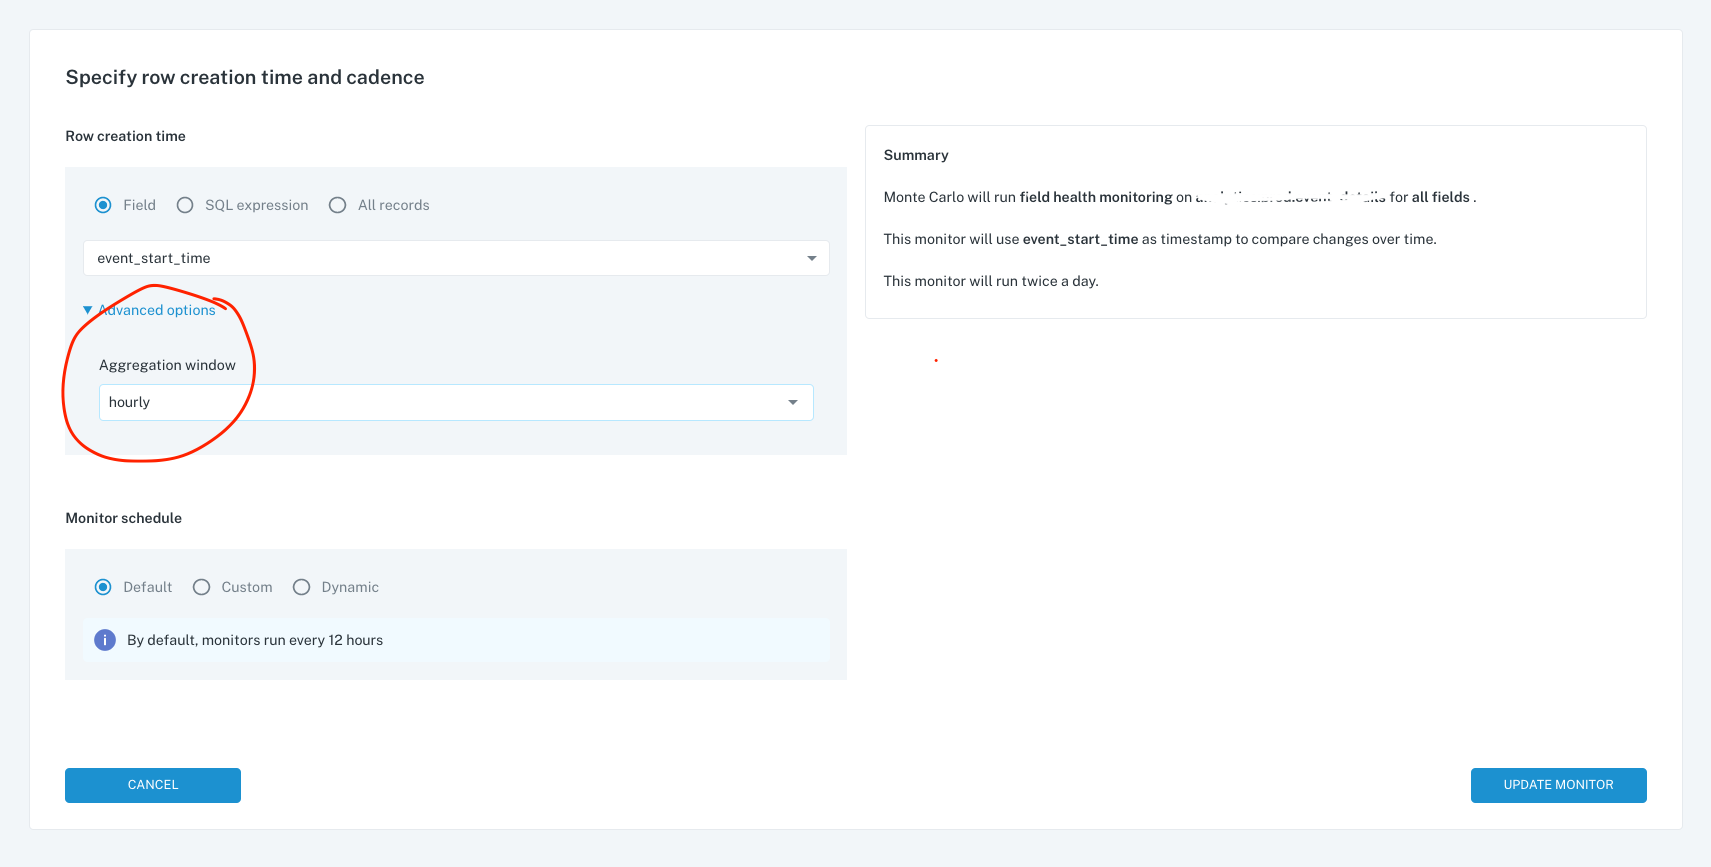 Specify row creation time and cadence
Row creation time
Field
SQL expression
All records
event_start_time
Advanced options
Aggregation window
hourly
Monitor schedule
Default
Custom
Dynamic
i
By default, monitors run every 12 hours
Summary
Monte Carlo will run field health monitoring on for all fields .
This monitor will use event_start_time as timestamp to compare changes over time.
This monitor will run twice a day.
CANCEL
UPDATE MONITOR